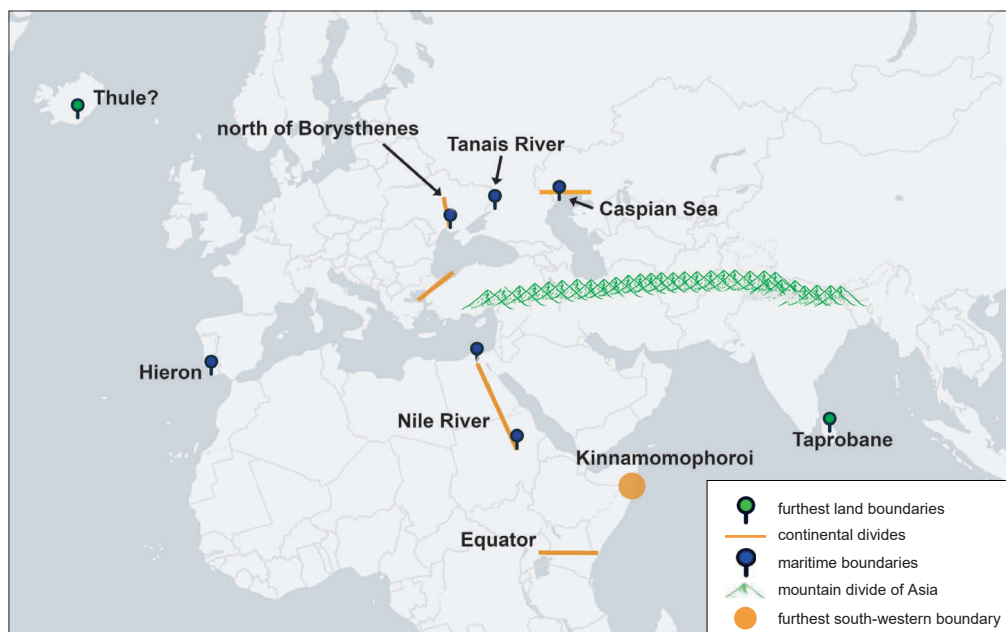 Thule?
north of Borysthenes
Tanais River
Caspian Sea
Hieron
Nile River
Taprobane
Kinnamomophoroi
Equator
furthest land boundaries
continental divides
maritime boundaries
mountain divide of Asia
furthest south-western boundary